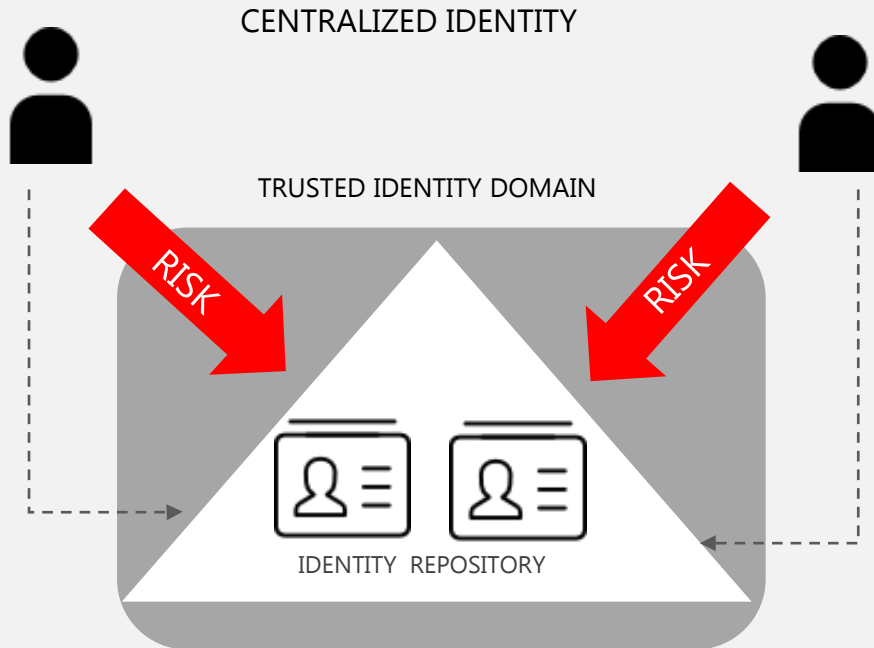 CENTRALIZED IDENTITY
TRUSTED IDENTITY DOMAIN
RISK
RISK
IDENTITY REPOSITORY